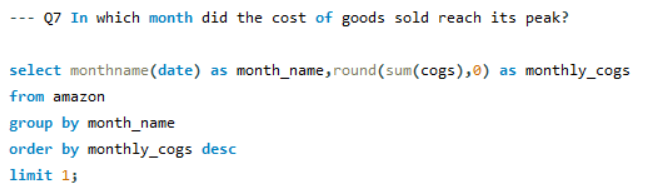 --- Q7 In which month did the cost of goods sold reach its peak?
select monthname(date) as month_name,round(sum(cogs),0) as monthly_cogs
from amazon
group by month_name
order by monthly_cogs desc
limit 1;